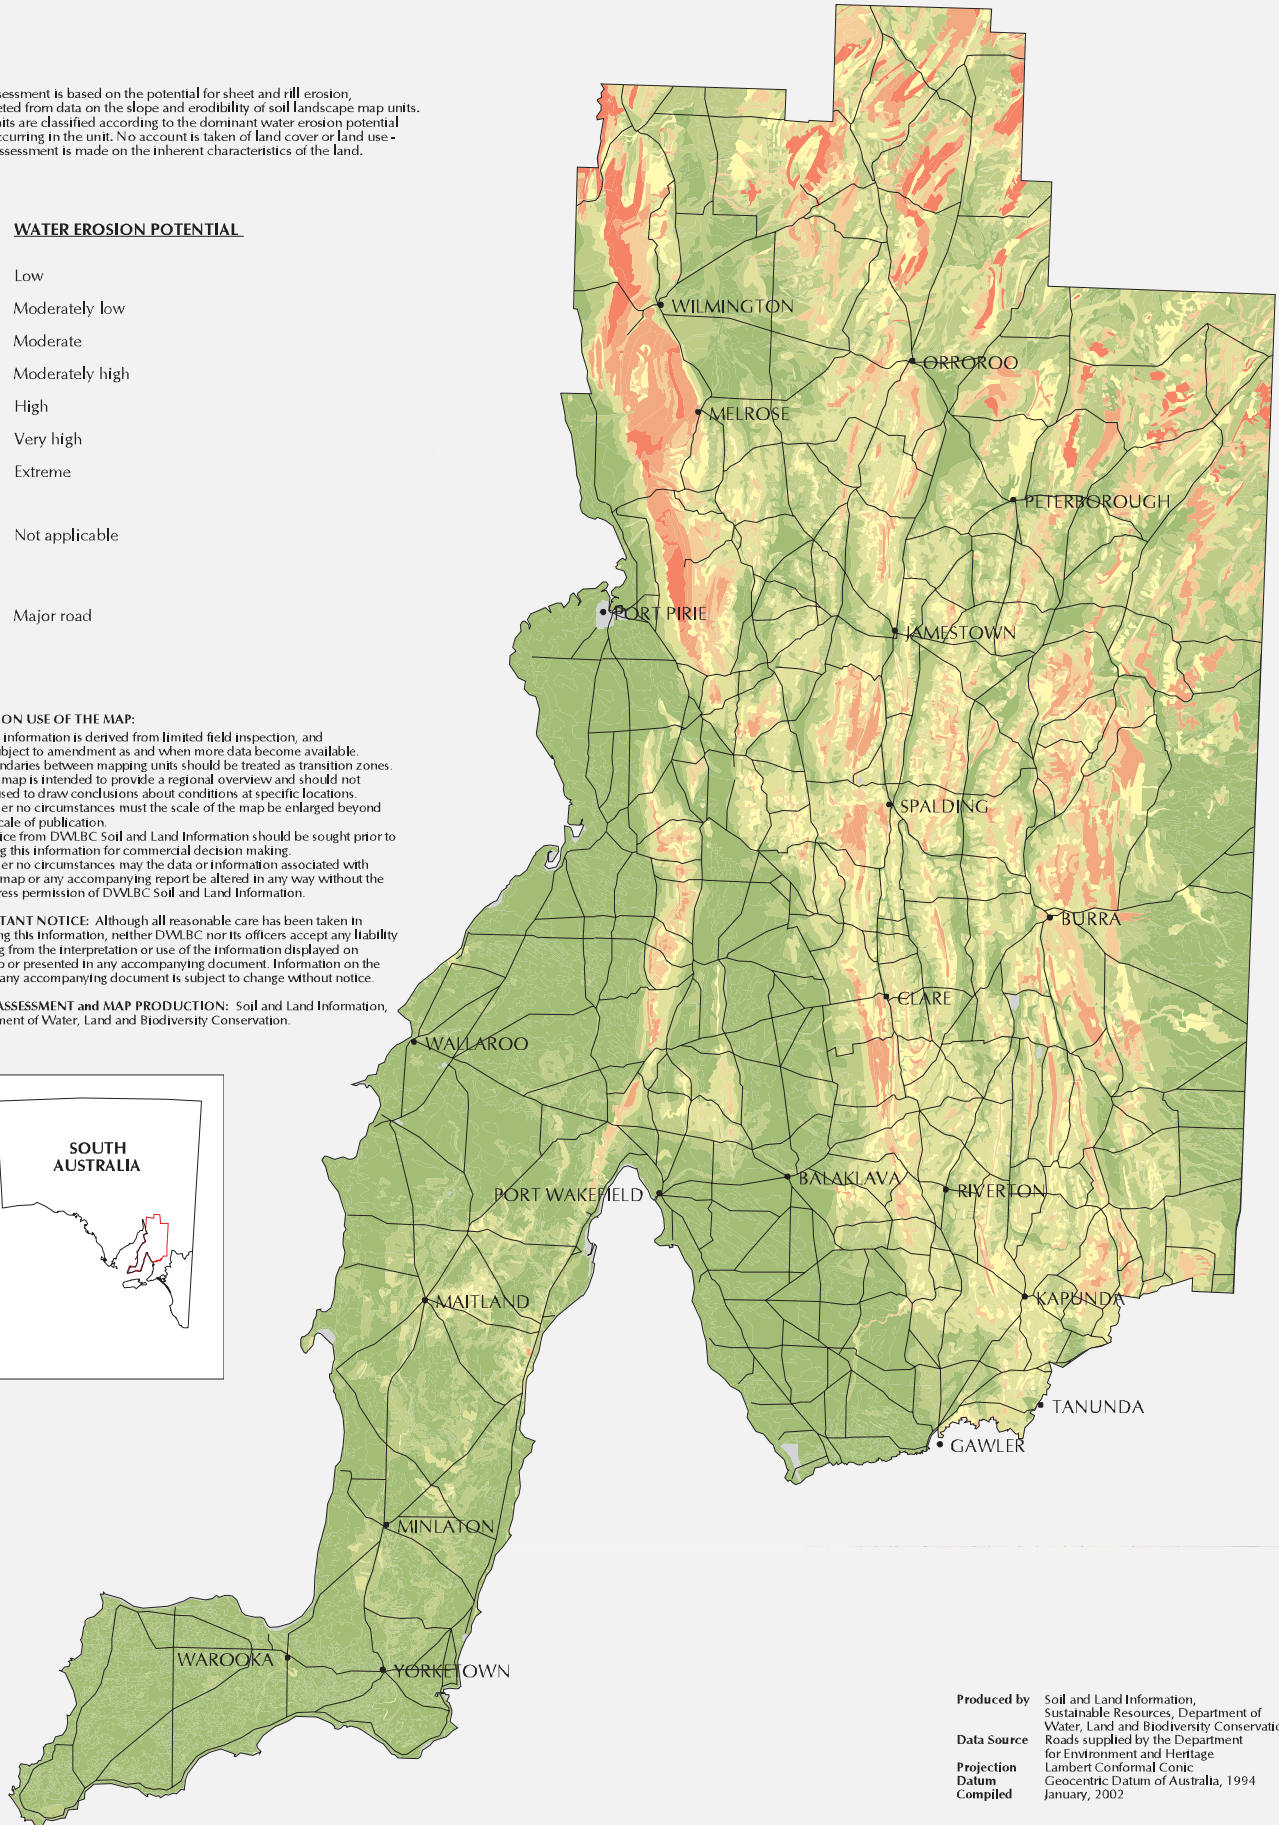 sessment is based on the potential for sheet and rill erosion,
eted from data on the slope and erodibility of soil landscape map units.
nits are classified according to the dominant water erosion potential
ccurring in the unit. No account is taken of land cover or land use -
ssessment is made on the inherent characteristics of the land.
WATER EROSION POTENTIAL
Low
Moderately low
Moderate
Moderately high
High
Very high
Extreme
Not applicable
Major road
ON USE OF THE MAP:
information is derived from limited field inspection, and
ubject to amendment as and when more data become available.
ndaries between mapping units should be treated as transition zones.
map is intended to provide a regional overview and should not
used to draw conclusions about conditions at specific locations.
er no circumstances must the scale of the map be enlarged beyond
cale of publication.
ice from DWLBC Soil and Land Information should be sought prior to
g this information for commercial decision making.
er no circumstances may the data or information associated with
map or any accompanying report be altered in any way without the
ress permission of DWLBC Soil and Land Information.
TANT NOTICE: Although all reasonable care has been taken in
ng this information, neither DWLBC nor its officers accept any liability
g from the interpretation or use of the information displayed on
p or presented in any accompanying document. Information on the
any accompanying document is subject to change without notice.
ASSESSMENT and MAP PRODUCTION: Soil and Land Information,
ment of Water, Land and Biodiversity Conservation.
SOUTH
AUSTRALIA
WILMINGTON
ORROROO
MELROSE
PETERBOROUGH
PORT PIRIE
JAMESTOWN
SPALDING
BURRA
CLARE
WALLAROO
BALAKLAVA
PORT WAKEFIELD
RIVERTON
MAITLAND
KAPUNDA
TANUNDA
GAWLER
MINLATON
WAROOKA
YORKETOWN
Produced by Soil and Land Information,
Sustainable Resources, Department of
Water, Land and Biodiversity Conservatio
Data Source Roads supplied by the Department
for Environment and Heritage
Projection Lambert Conformal Conic
Datum Geocentric Datum of Australia, 1994
Compiled January, 2002